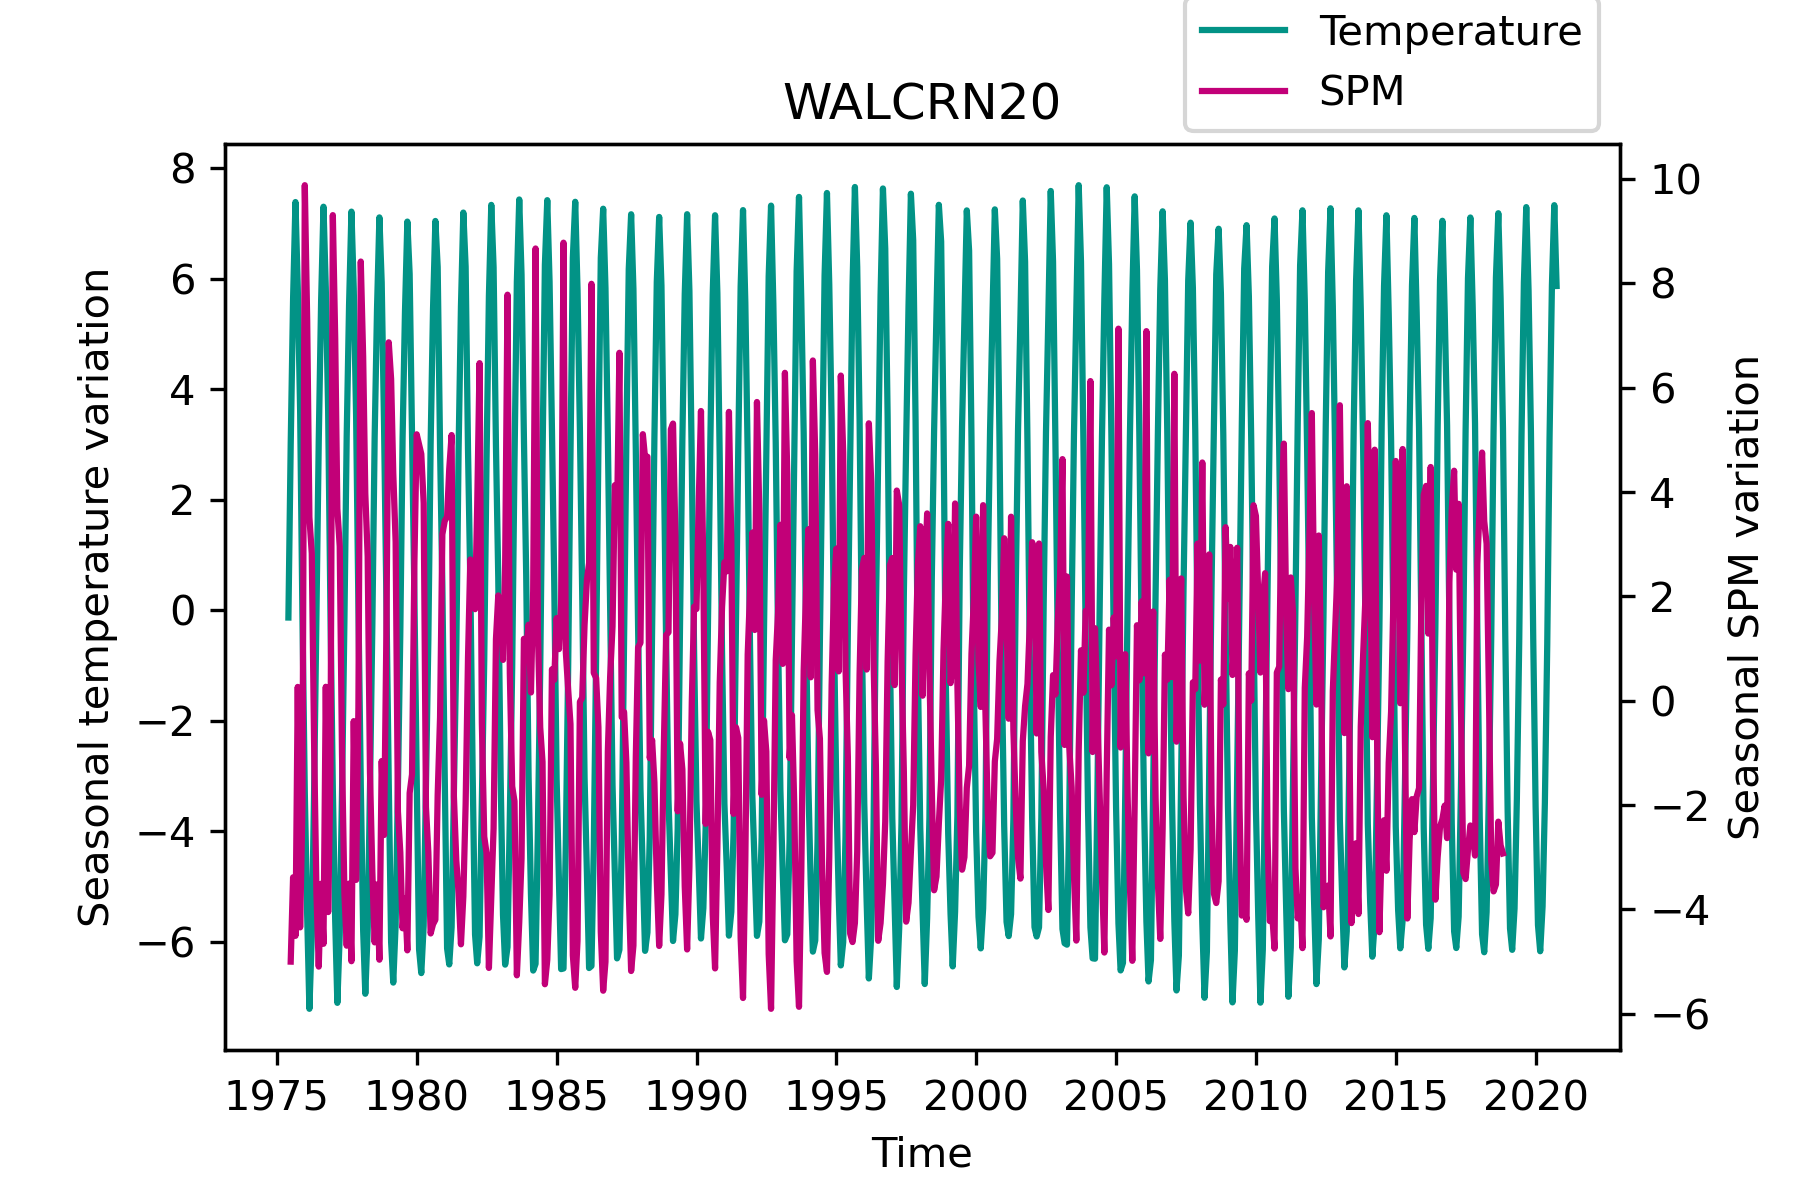 Temperature
SPM
WALCRN20
8
6
4
2
0
−2
−4
−6
Seasonal temperature variation
10
8
6
4
2
0
−2
−4
−6
Seasonal SPM variation
1975 1980 1985 1990 1995 2000 2005 2010 2015 2020
Time